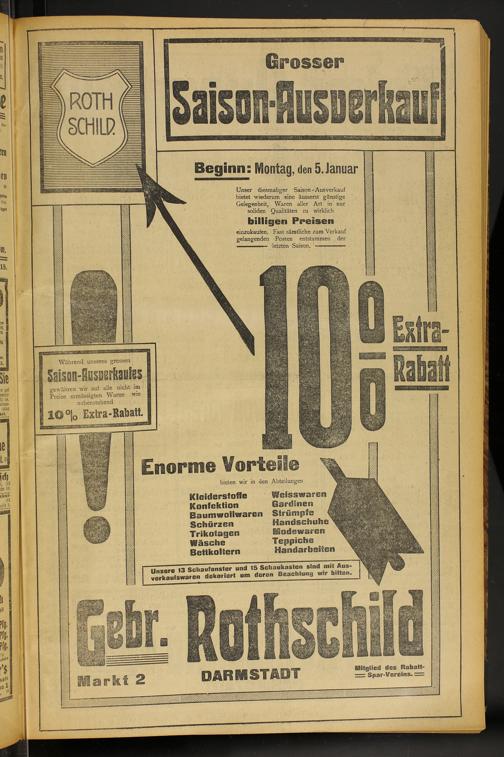 ROTH
SCHILD.
Grosser
Saison-Ausverkauf
Beginn: Montag, den 5. Januar
Unser diesmaliger Saison-Ausverkauf
bietet wiederum eine äusserst günstige
Gelegenheit, Waren aller Art in nur
soliden Qualitäten zu wirklich
billigen Preisen
einzukaufen. Fast sämtliche zum Verkauf
gelangenden Posten entstammen der
letzten Saison.
10%
Extra-
Rabatt
Während unseres grossen
Saison-Ausverkaufes
gewähren wir auf alle nicht im
Preise ermässigten Waren wie
nebenstehend
10% Extra-Rabatt.
Enorme Vorteile
bieten wir in den Abteilungen
Kleiderstoffe
Konfektion
Baumwollwaren
Schürzen
Trikotagen
Wäsche
Bettkoltern
Weisswaren
Gardinen
Strümpfe
Handschuhe
Modewaren
Teppiche
Handarbeiten
Unsere 13 Schaufenster und 15 Schaukasten sind mit Aus-
verkaufswaren dekoriert um deren Beachtung wir bitten.
Gebr. Rothschild
Markt 2
DARMSTADT
Mitglied des Rabatt-
Spar-Vereins.